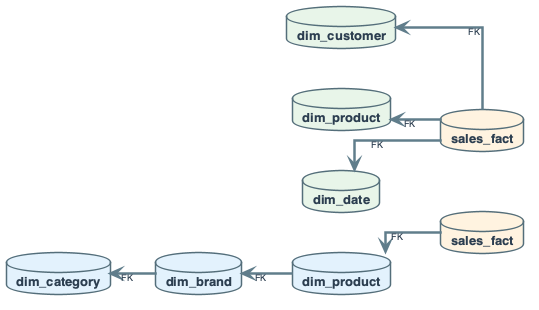 dim_customer
FK
dim_product
FK
sales_fact
FK
dim_date
sales_fact
FK
dim_category
FK
dim_brand
FK
dim_product